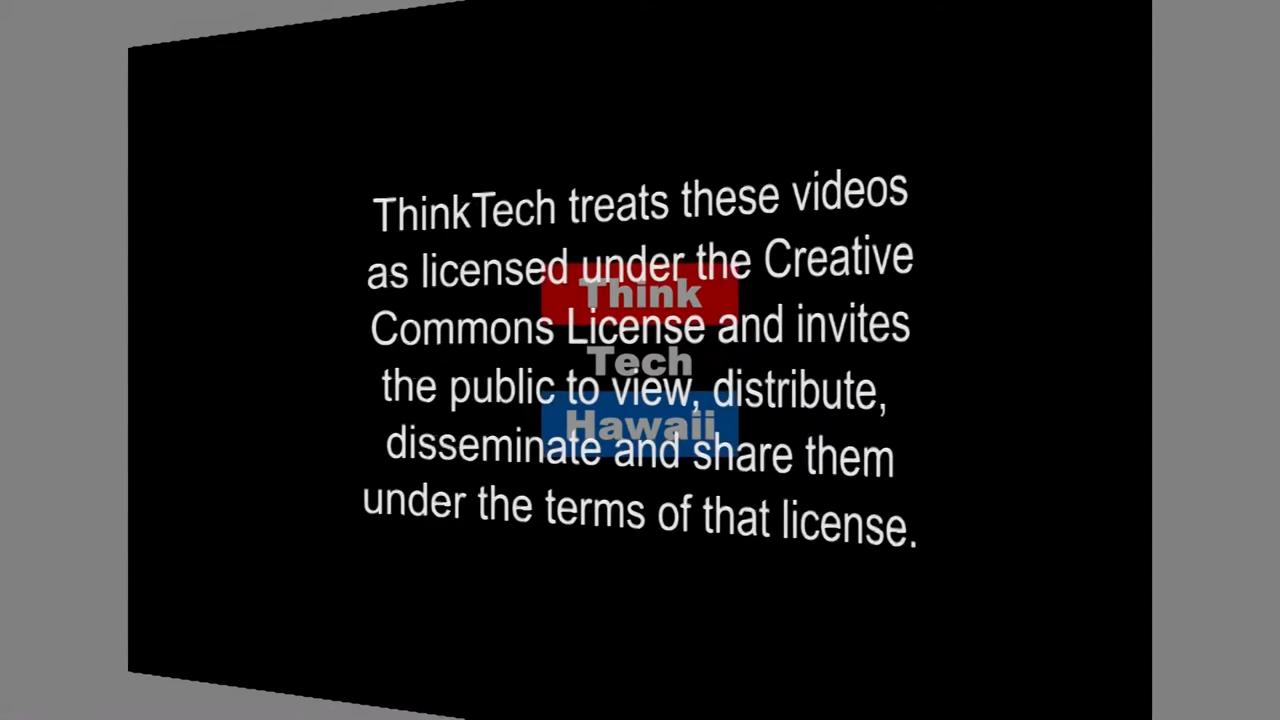 ThinkTech treats these videos
as licensed under the Creative
Commons License and invites
the public to view, distribute,
disseminate and share them
under the terms of that license.
Think
Tech
Hawaii